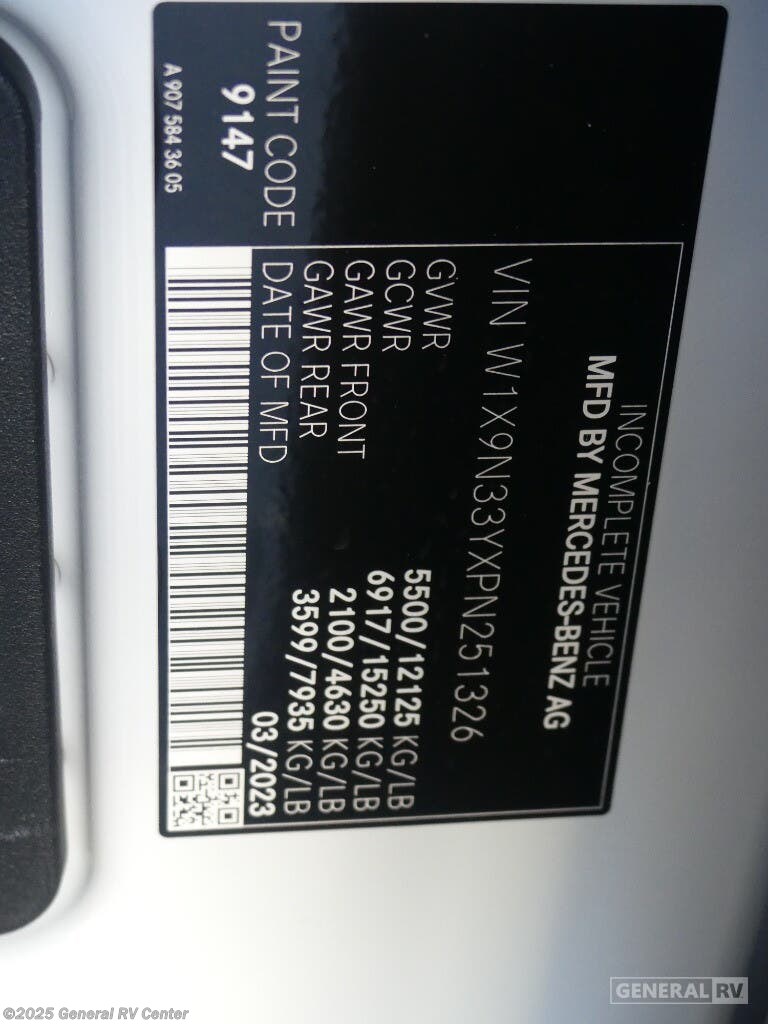 INCOMPLETE VEHICLE
MFD BY MERCEDES-BENZ AG
VIN W1X9N33YXPN251326
GVWR 5500/12125 KG/LB
GCWR 6917/15250 KG/LB
GAWR FRONT 2100/4630 KG/LB
GAWR REAR 3599/7935 KG/LB
DATE OF MFD 03/2023
PAINT CODE
9147
A 907 584 36 05
GENERAL RV
©2025 General RV Center